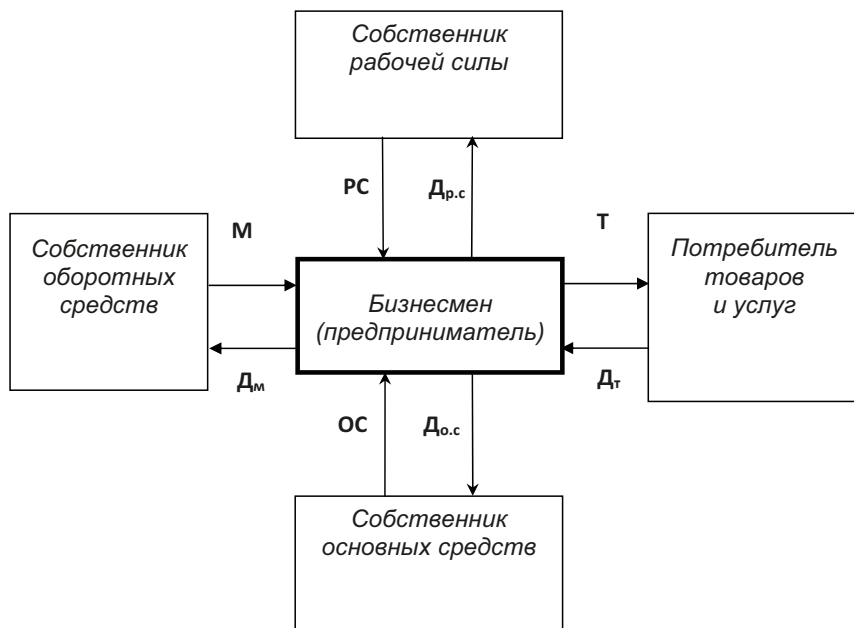 Собственник
рабочей силы
РС
Др.с
М
Т
Собственник
оборотных
средств
Бизнесмен
(предприниматель)
Потребитель
товаров
и услуг
Дм
Дт
ОС
До.с
Собственник
основных средств